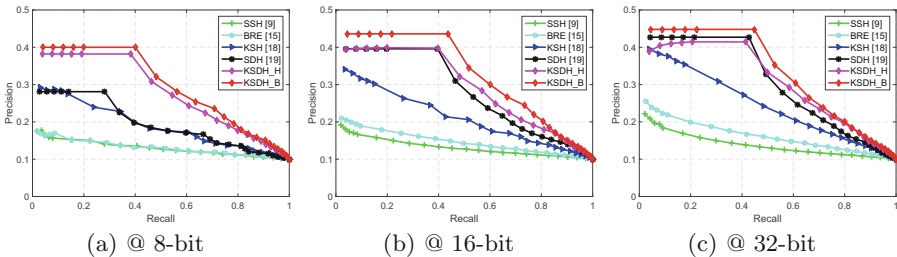 0.5
0.4
0.3
0.2
0.1
0
Precision
0
0.2
0.4
0.6
0.8
1
Recall
SSH [9]
BRE [15]
KSH [18]
SDH [19]
KSDH_H
KSDH_B
(a) @ 8-bit
0.5
0.4
0.3
0.2
0.1
0
Precision
0
0.2
0.4
0.6
0.8
1
Recall
SSH [9]
BRE [15]
KSH [18]
SDH [19]
KSDH_H
KSDH_B
(b) @ 16-bit
0.5
0.4
0.3
0.2
0.1
0
Precision
0
0.2
0.4
0.6
0.8
1
Recall
SSH [9]
BRE [15]
KSH [18]
SDH [19]
KSDH_H
KSDH_B
(c) @ 32-bit